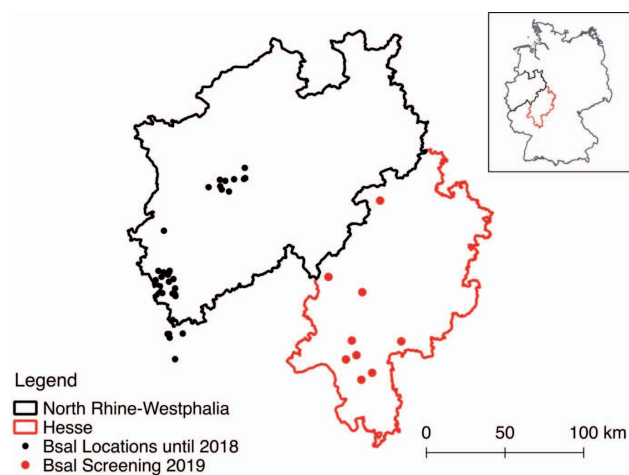 Legend
North Rhine-Westphalia
Hesse
Bsal Locations until 2018
Bsal Screening 2019
0 50 100 km